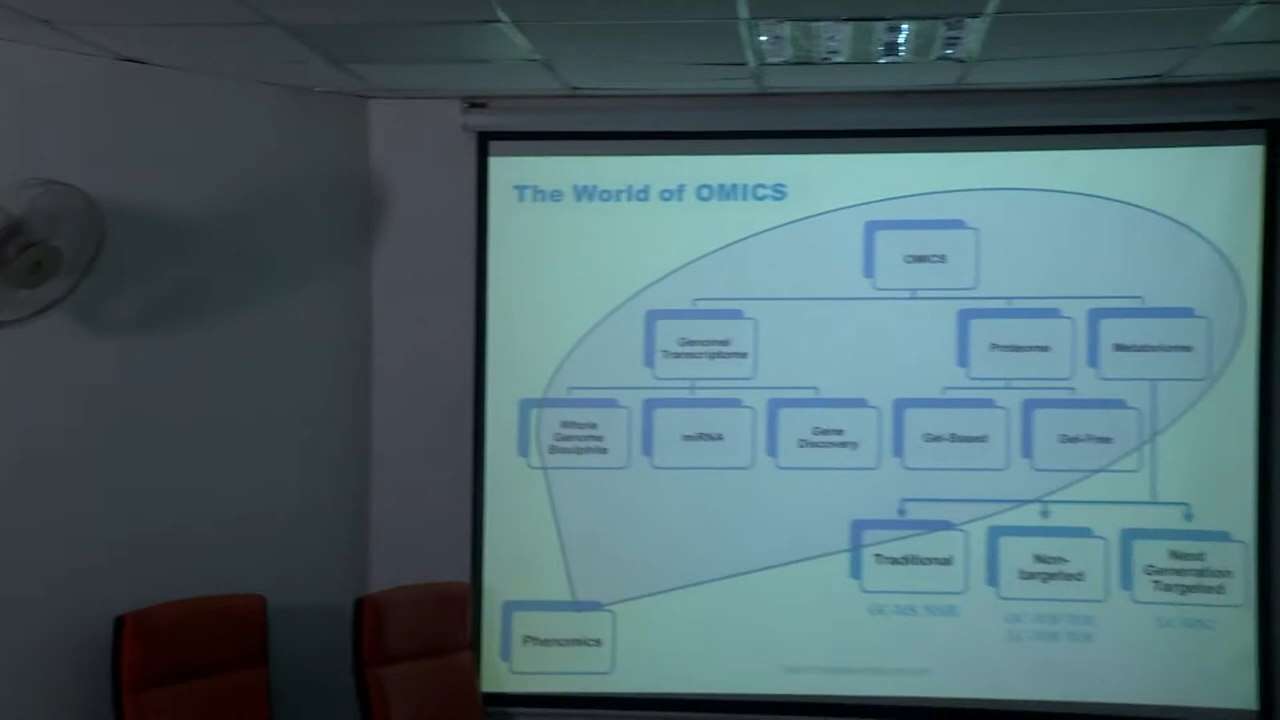 The World of OMICS
OMICS
Genome/
Transcriptome
Proteome
Metabolome
Whole
Genome
Bisulphite
miRNA
Gene
Discovery
Gel-Based
Gel-Free
Traditional
Non-
targeted
Next
Generation
Targeted
Phenomics